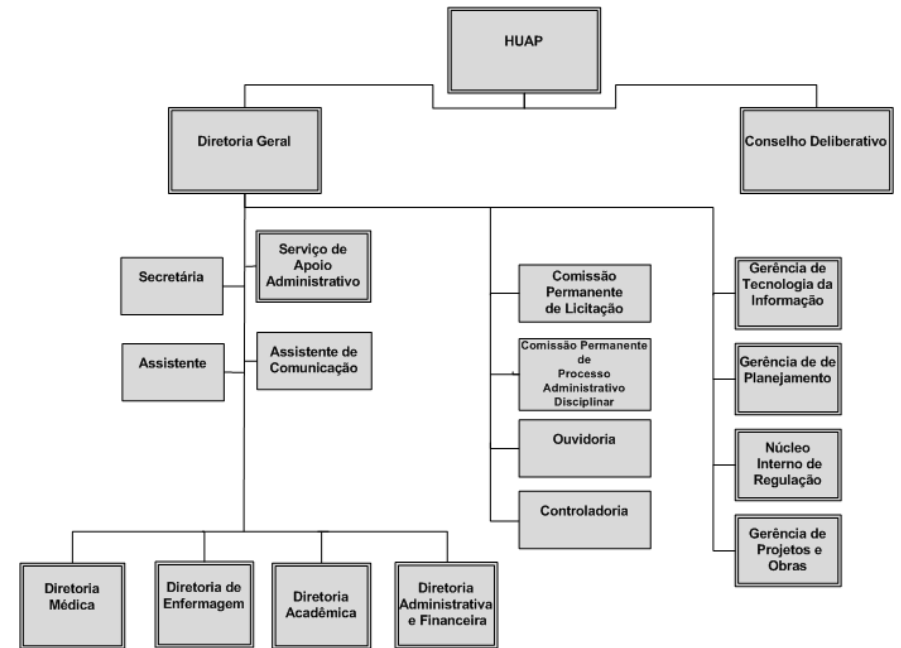 HUAP
Diretoria Geral
Conselho Deliberativo
Secretária
Serviço de
Apoio
Administrativo
Assistente
Assistente de
Comunicação
Comissão
Permanente
de Licitação
Comissão Permanente
de
Processo
Administrativo
Disciplinar
Ouvidoria
Controladoria
Gerência de
Tecnologia da
Informação
Gerência de de
Planejamento
Núcleo
Interno de
Regulação
Gerência de
Projetos e
Obras
Diretoria
Médica
Diretoria de
Enfermagem
Diretoria
Acadêmica
Diretoria
Administrativa
e Financeira